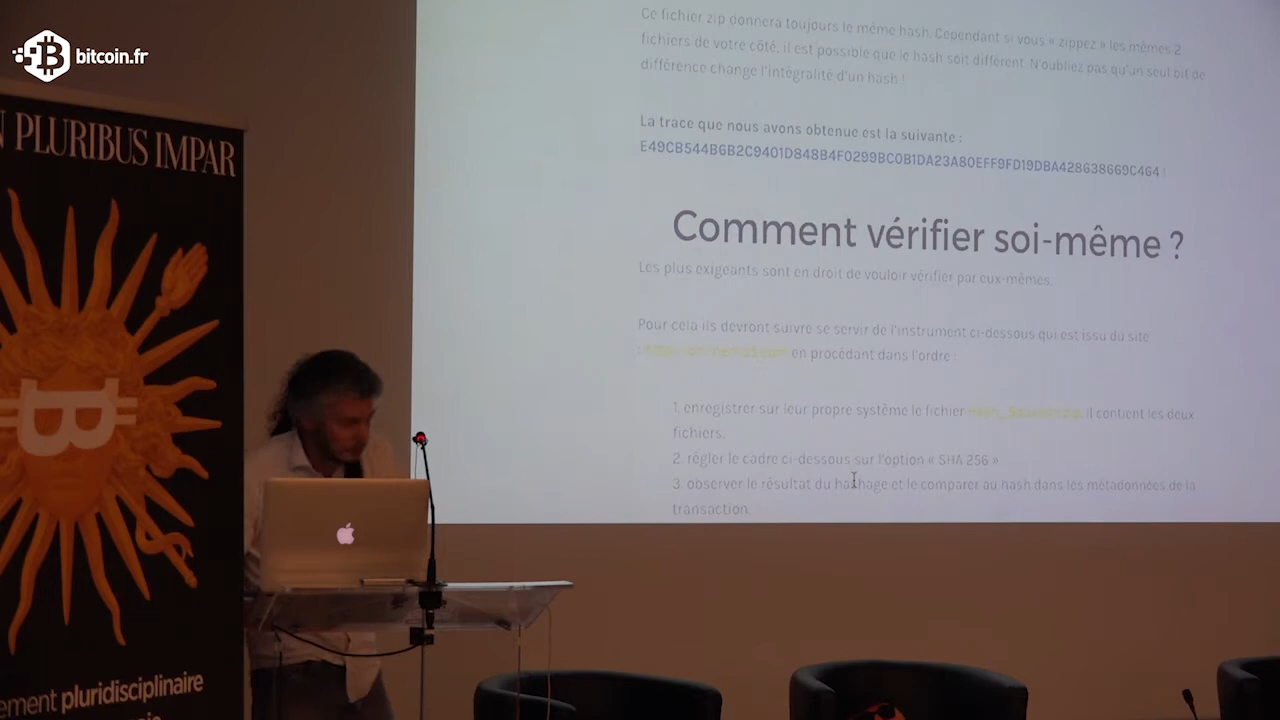 bitcoin.fr
PLURIBUS IMPAR
pluridisciplinaire
Ce fichier zip donnera toujours le même hash. Cependant si vous « zippez » les mêmes 2
fichiers de votre côté, il est possible que le hash soit différent. N'oubliez pas qu'un seul bit de
différence change l'intégralité d'un hash !
La trace que nous avons obtenue est la suivante :
E49CB544B6B2C9401D848B4F0299BC0B1DA23A80EFF9FD19DBA428638669C464 !
Comment vérifier soi-même ?
Les plus exigeants sont en droit de vouloir vérifier par eux-mêmes.
Pour cela ils devront suivre se servir de l'instrument ci-dessous qui est issu du site
: en procédant dans l'ordre :
1. enregistrer sur leur propre système le fichier il contient les deux
fichiers.
2. régler le cadre ci-dessous sur l'option « SHA 256 »
3. observer le résultat du hachage et le comparer au hash dans les métadonnées de la
transaction.